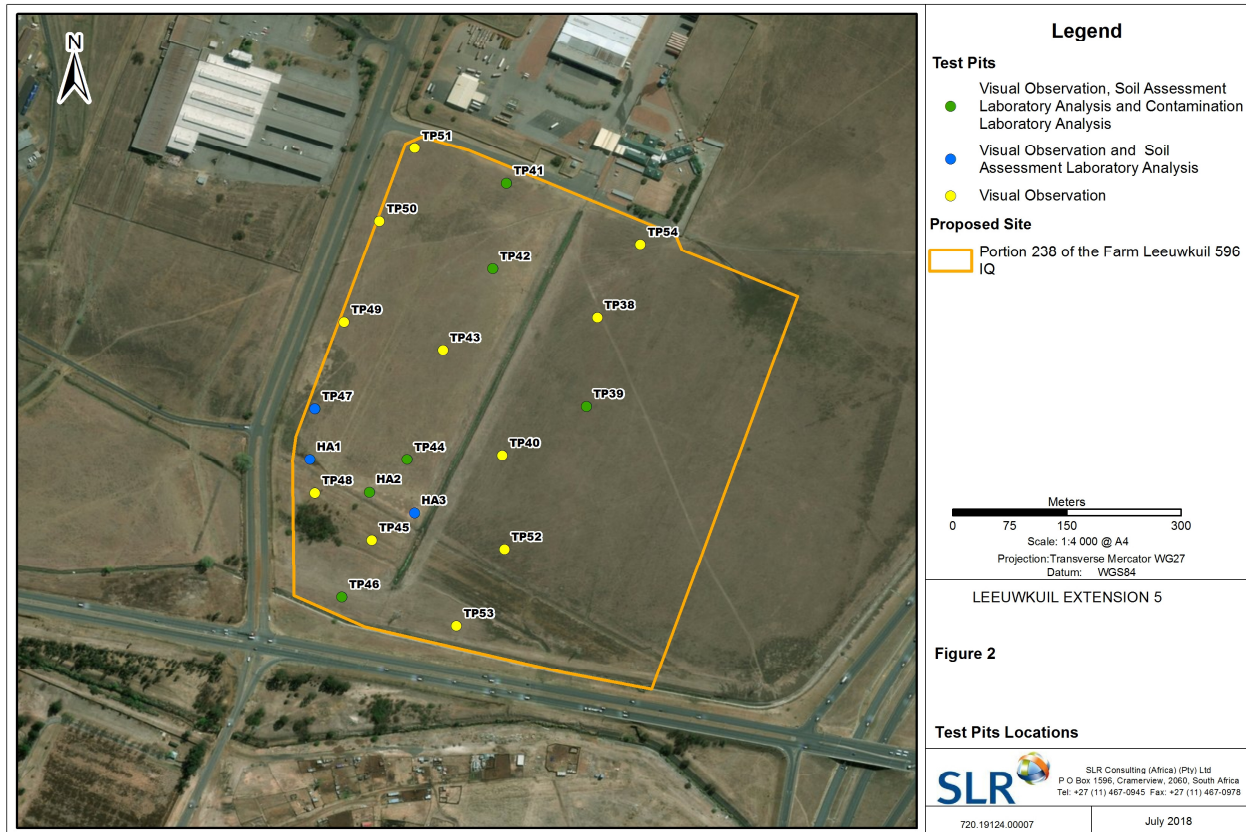 N
TP51
TP41
TP50
TP54
TP42
TP38
TP49
TP43
TP39
TP47
HA1
TP44
TP40
TP48
HA2
HA3
TP45
TP52
TP46
TP53
Legend
Test Pits
Visual Observation, Soil Assessment
Laboratory Analysis and Contamination
Laboratory Analysis
Visual Observation and Soil
Assessment Laboratory Analysis
Visual Observation
Proposed Site
Portion 238 of the Farm Leeuwkuil 596
IQ
Meters
0 75 150 300
Scale: 1:4 000 @ A4
Projection:Transverse Mercator WG27
Datum: WGS84
LEEUWKUIL EXTENSION 5
Figure 2
Test Pits Locations
SLR
SLR Consulting (Africa) (Pty) Ltd
P O Box 1596, Cramerview, 2060, South Africa
Tel: +27 (11) 467-0945 Fax: +27 (11) 467-0978
720.19124.00007
July 2018